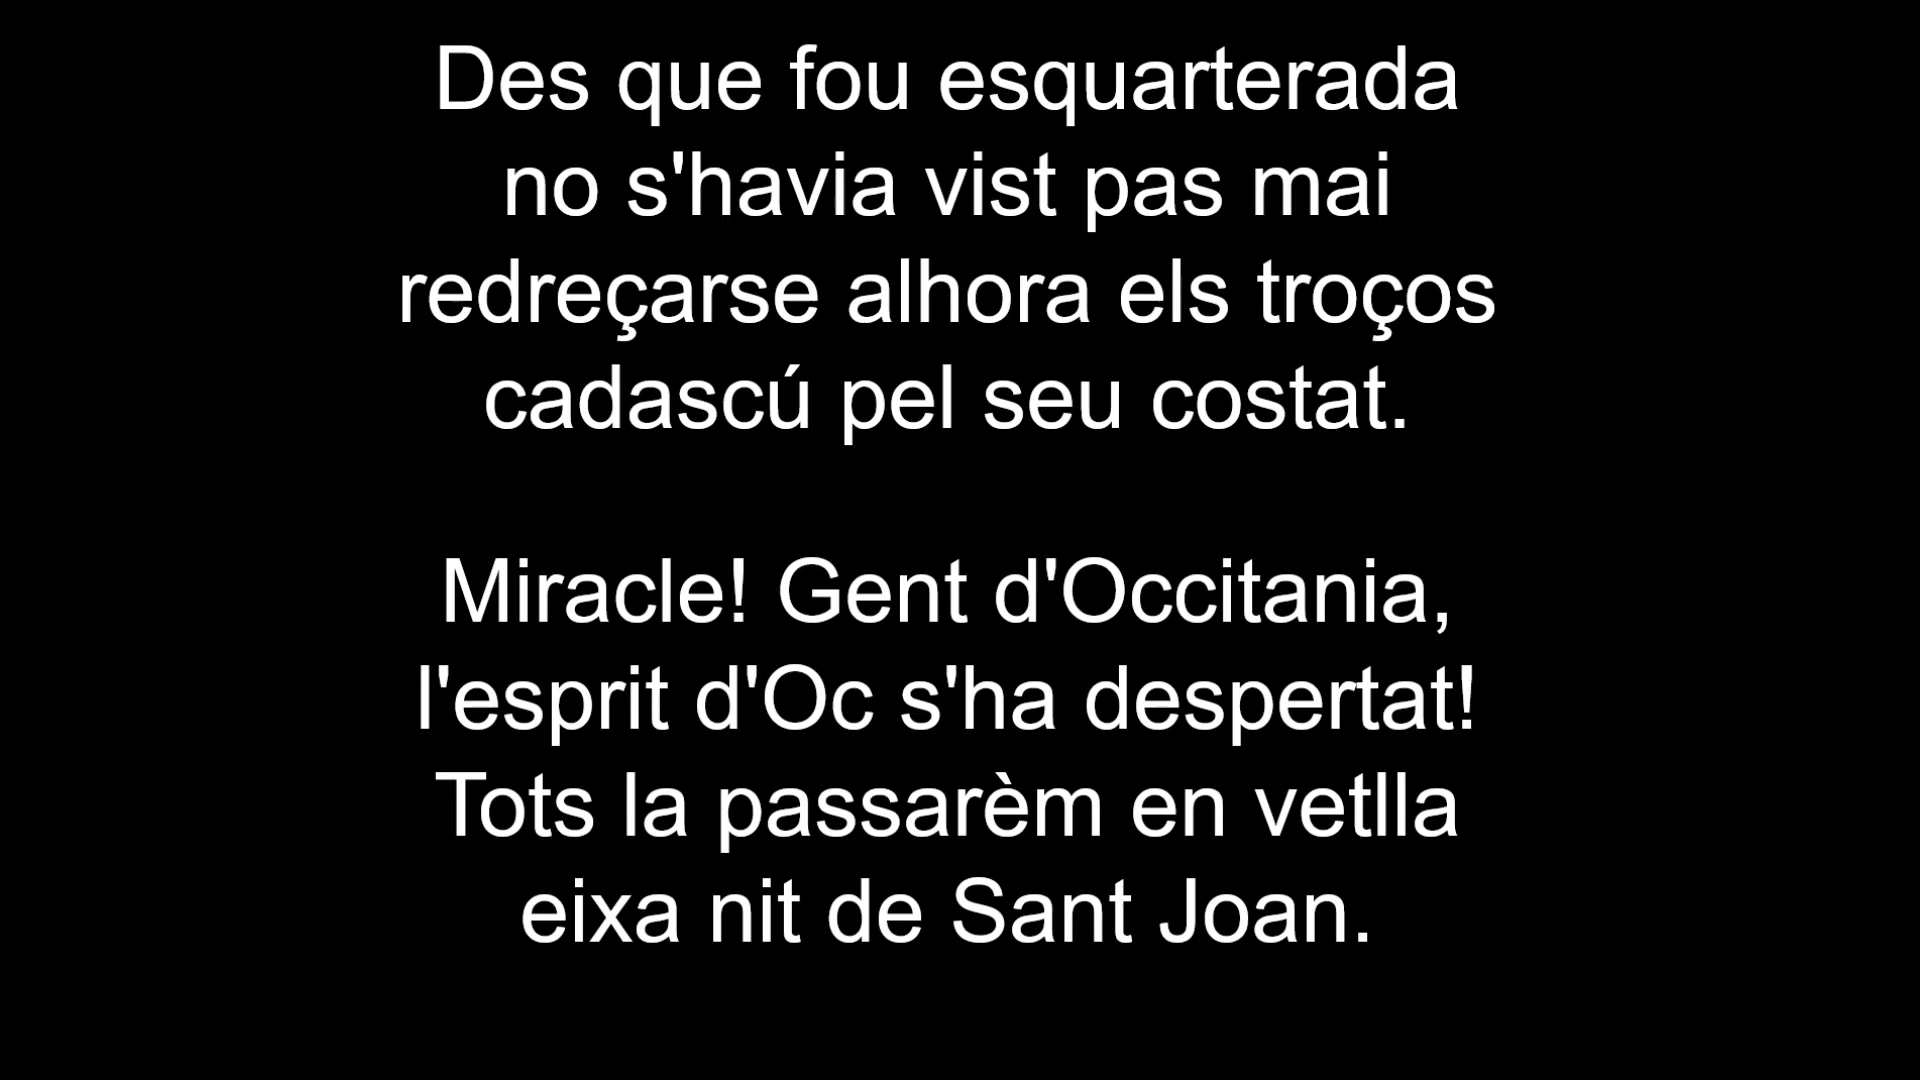 Des que fou esquarterada
no s'havia vist pas mai
redreçarse alhora els troços
cadascú pel seu costat.
Miracle! Gent d'Occitania,
l'esprit d'Oc s'ha despertat!
Tots la passarèm en vetlla
eixa nit de Sant Joan.